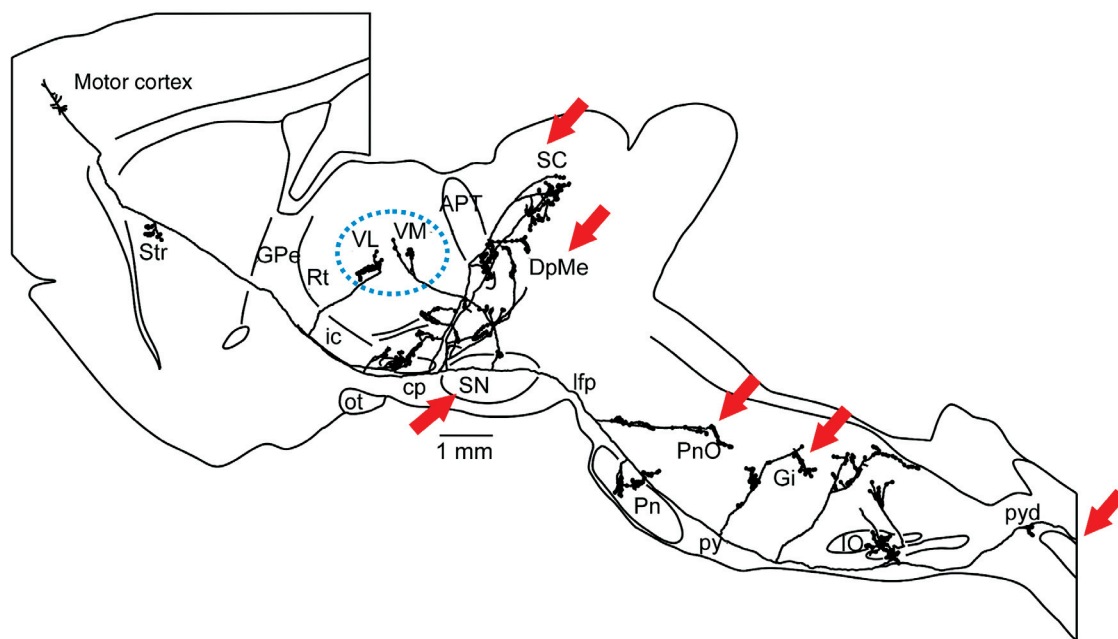 Motor cortex
SC
APT
VL
VM
Str
GPe
Rt
DpMe
ic
cp
SN
lfp
ot
1 mm
PnO
Gi
Pn
py
IO
pyd